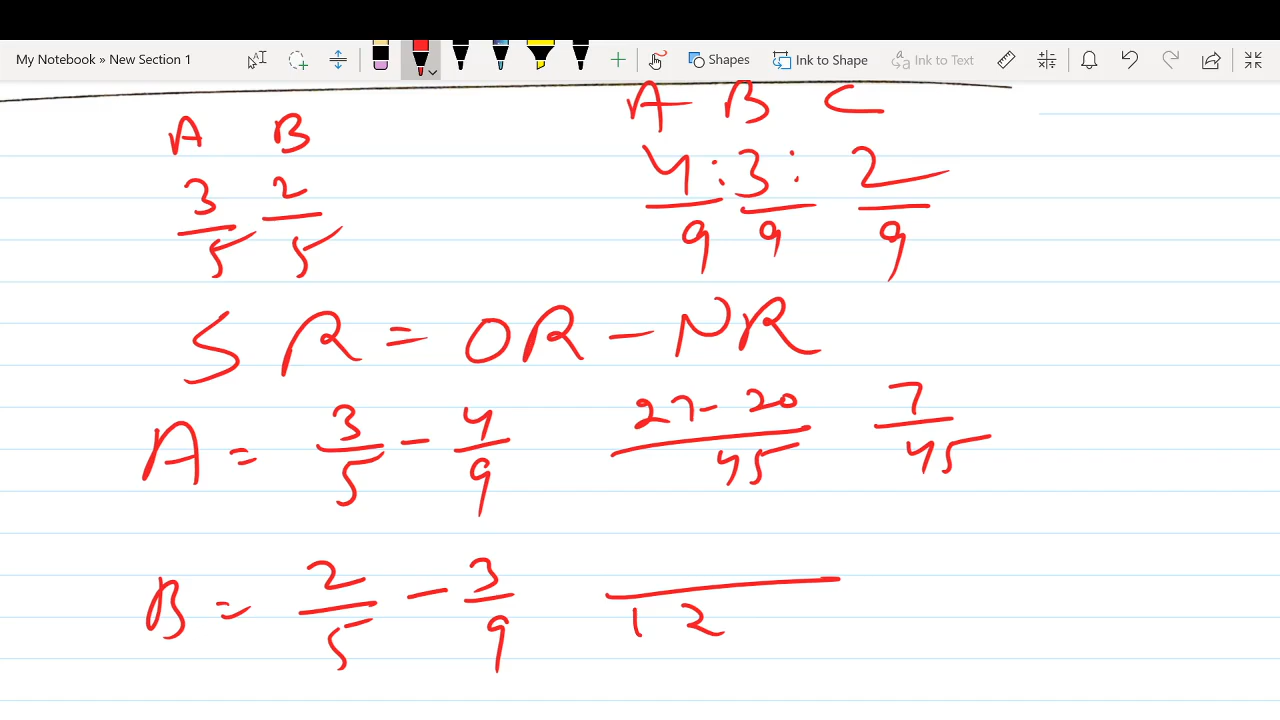 My Notebook » New Section 1 Shapes Ink to Shape Ink to Text
A B
3/5 2/5
A B C
4/9 : 3/9 : 2/9
S R = OR - NR
A = 3/5 - 4/9 27-20/45 7/45
B = 2/5 - 3/9 /12